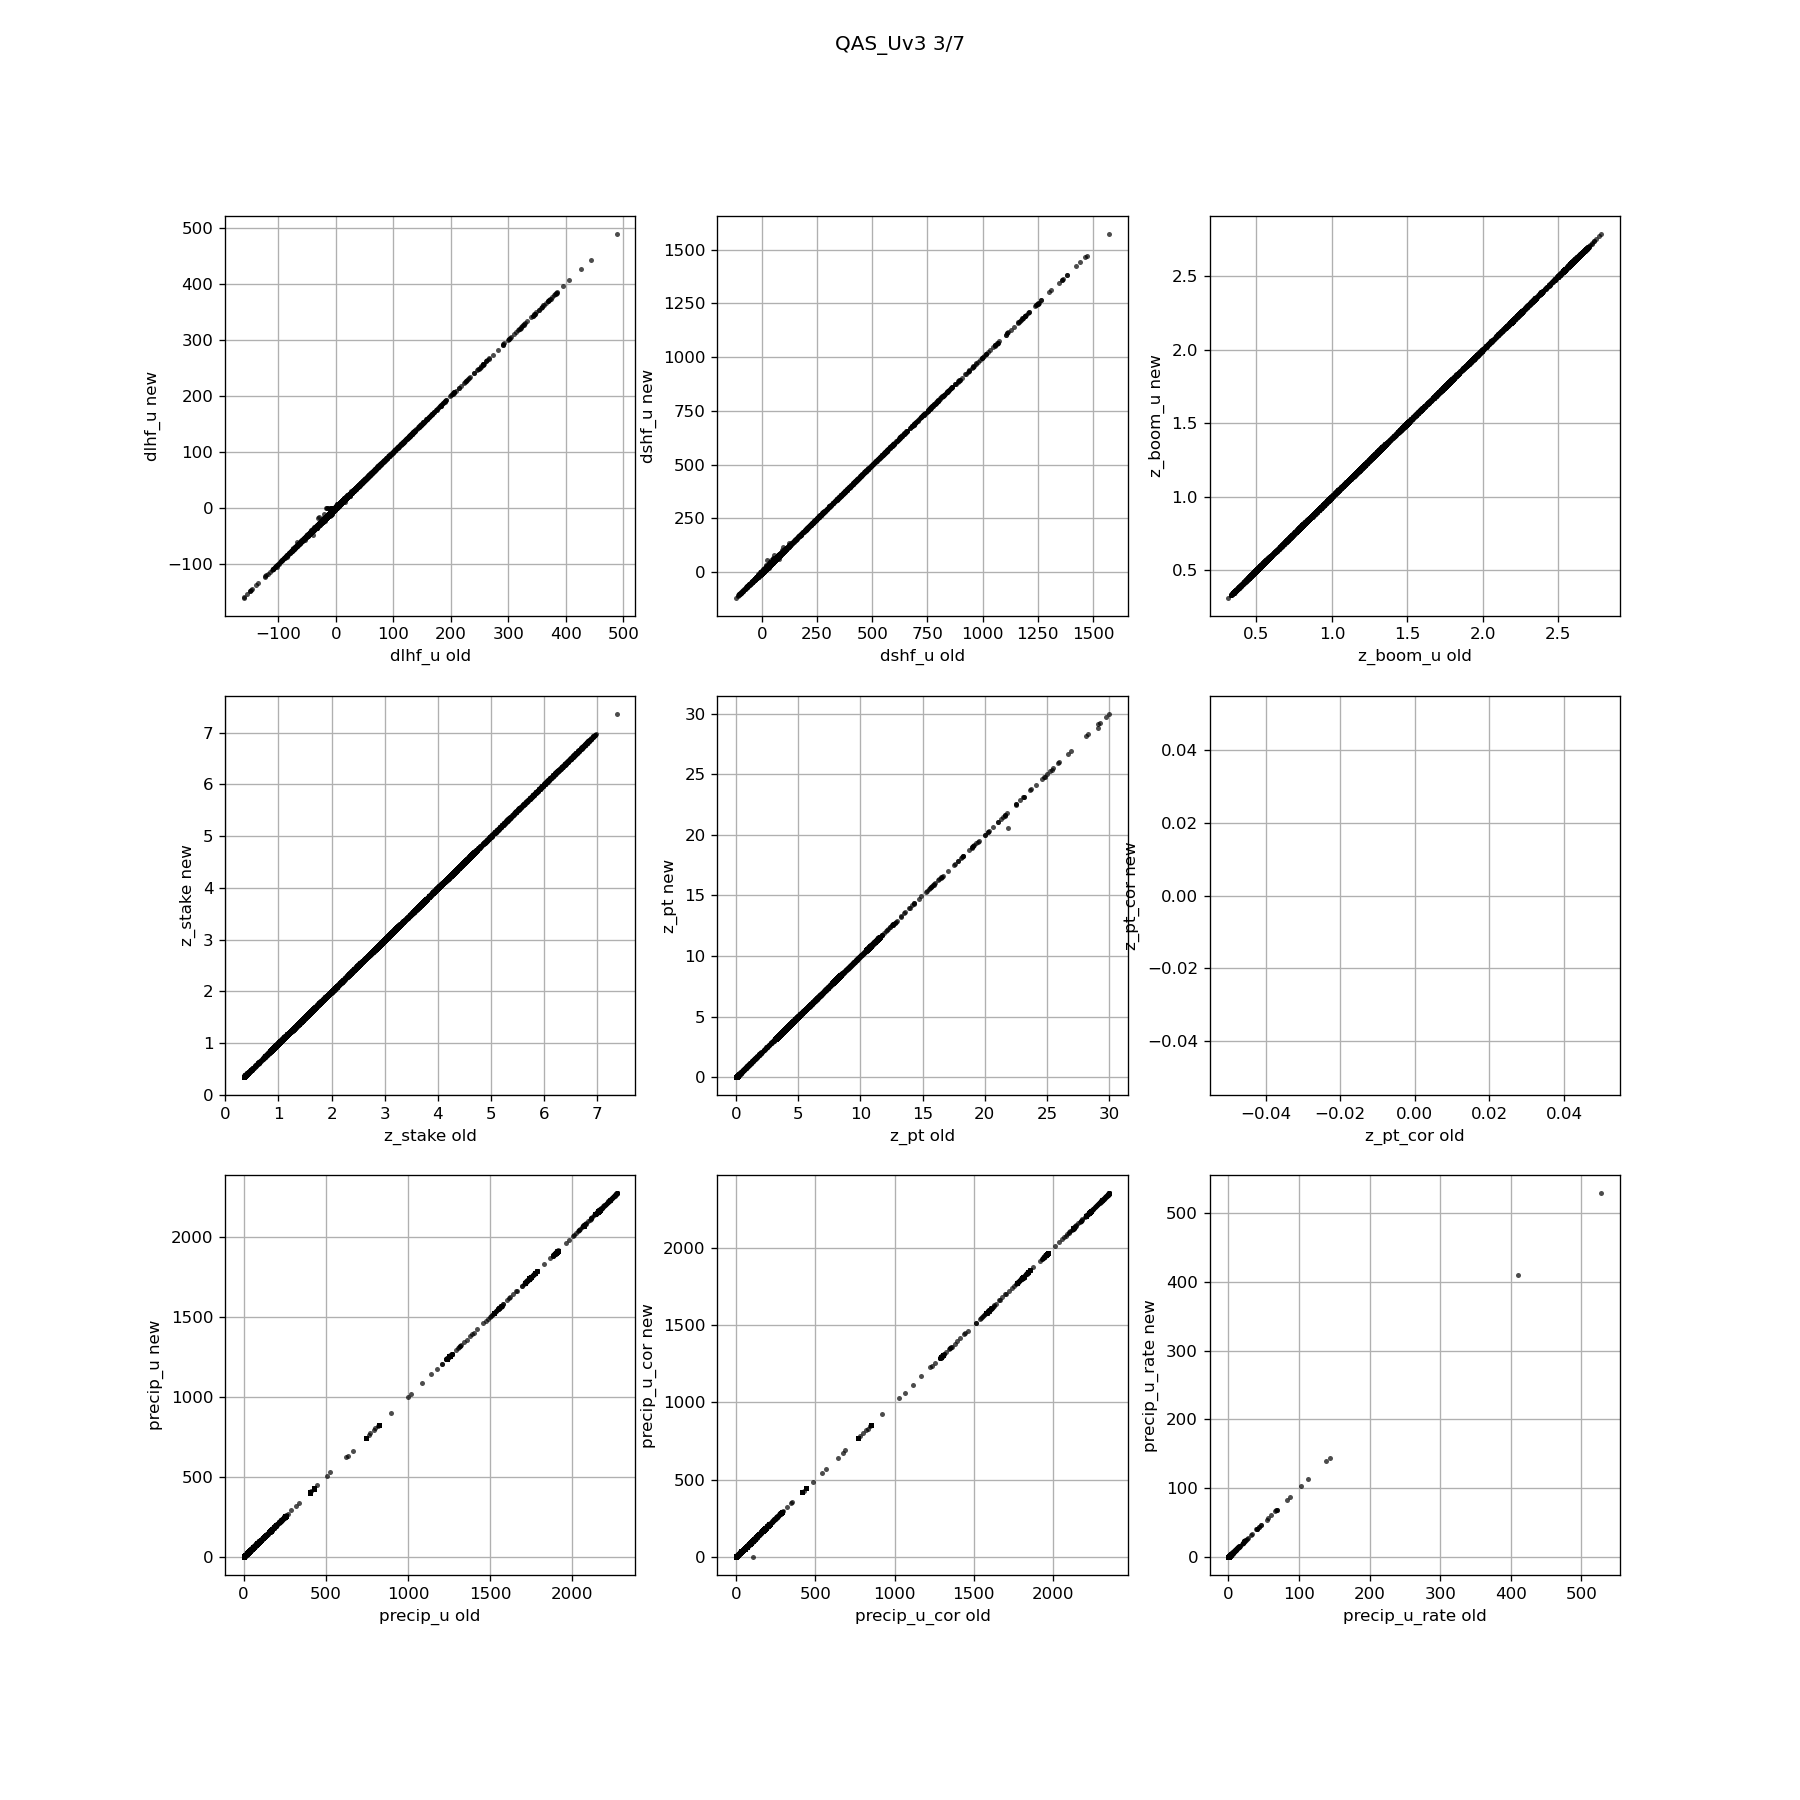 QAS_Uv3 3/7
500
400
300
200
100
0
−100
dlhf_u new
−100 0 100 200 300 400 500
dlhf_u old
1500
1250
1000
750
500
250
0
dshf_u new
0 250 500 750 1000 1250 1500
dshf_u old
2.5
2.0
1.5
1.0
0.5
z_boom_u new
0.5 1.0 1.5 2.0 2.5
z_boom_u old
7
6
5
4
3
2
1
0
z_stake new
0 1 2 3 4 5 6 7
z_stake old
30
25
20
15
10
5
0
z_pt new
0 5 10 15 20 25 30
z_pt old
0.04
0.02
0.00
−0.02
−0.04
z_pt_cor new
−0.04 −0.02 0.00 0.02 0.04
z_pt_cor old
2000
1500
1000
500
0
precip_u new
0 500 1000 1500 2000
precip_u old
2000
1500
1000
500
0
precip_u_cor new
0 500 1000 1500 2000
precip_u_cor old
500
400
300
200
100
0
precip_u_rate new
0 100 200 300 400 500
precip_u_rate old